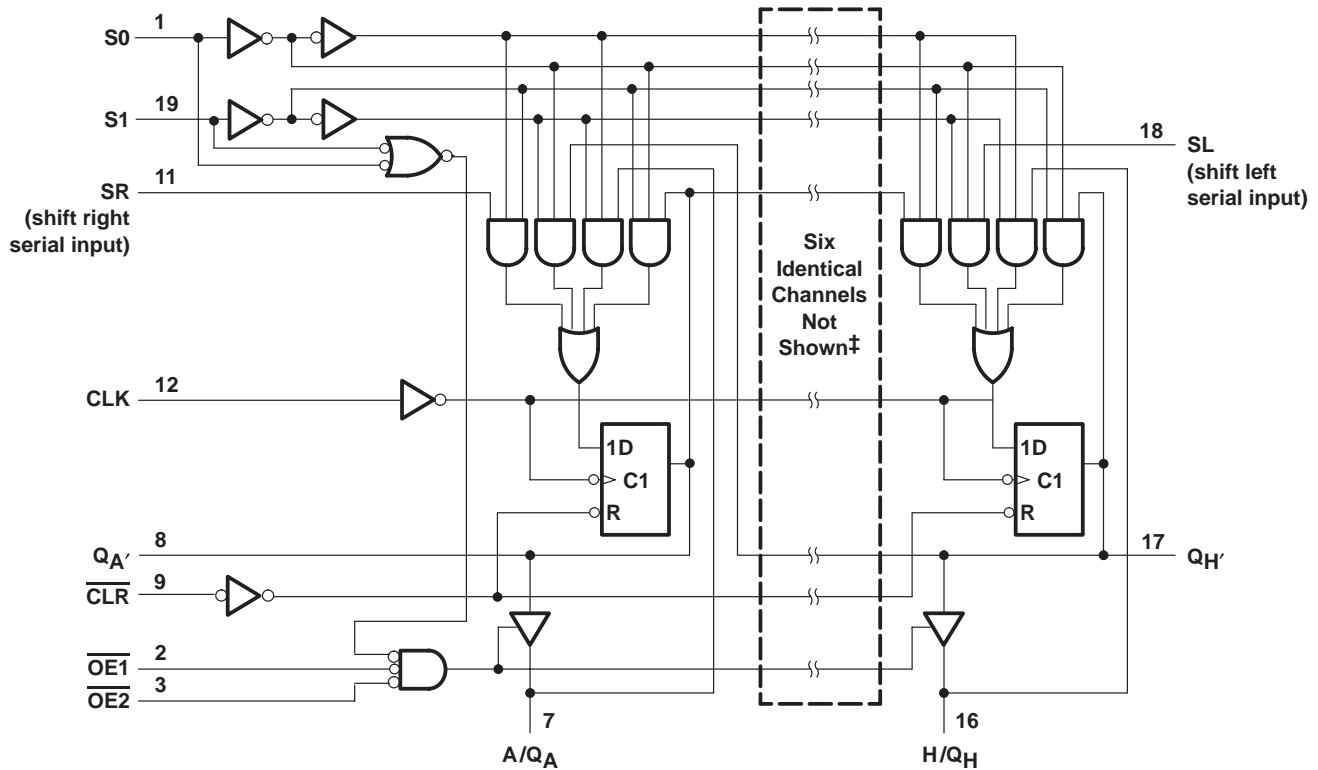 S0
1
S1
19
SR
11
(shift right
serial input)
18
SL
(shift left
serial input)
Six
Identical
Channels
Not
Shown‡
CLK
12
1D
C1
R
1D
C1
R
QA′
8
17
QH′
CLR
9
OE1
2
OE2
3
7
A/QA
16
H/QH